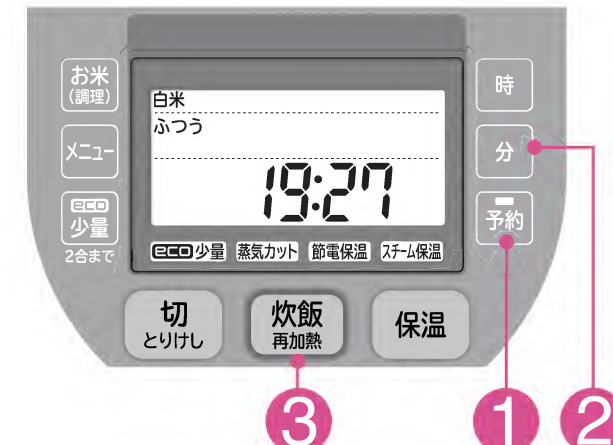 お米
(調理)
メニュー
eco
少量
2合まで
白米
ふつう
19:27
eco少量 蒸気カット 節電保温 スチーム保温
時
分
予約
切
とりけし
炊飯
再加熱
保温
3
1
2